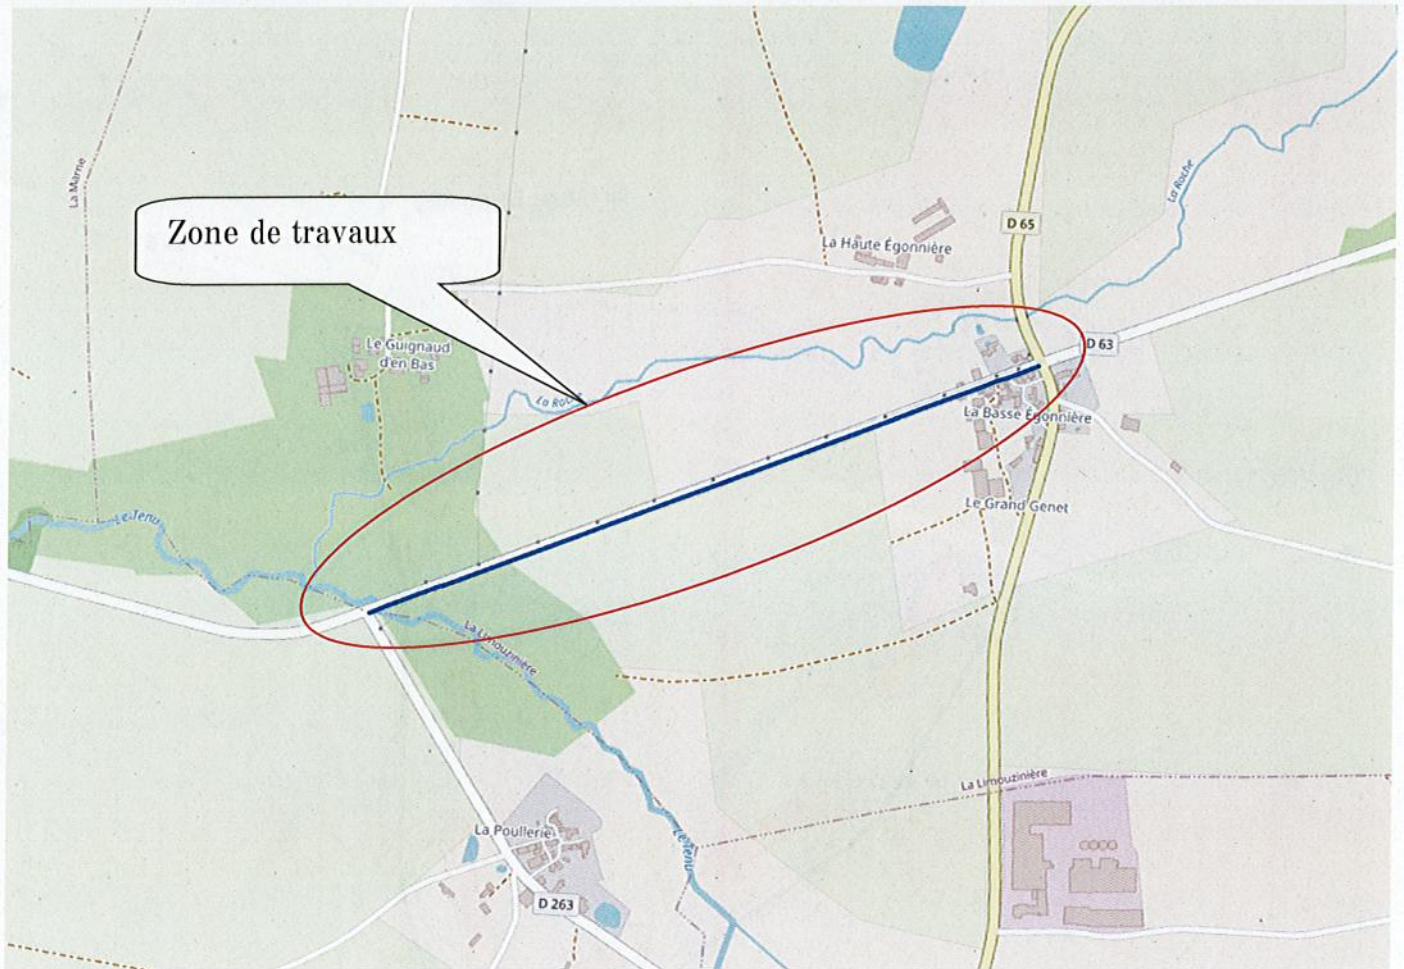 La Marne
Zone de travaux
La Roche
D 65
La Haute Égonnière
Le Guignaud
d'en Bas
D 63
La Roche
La Basse Égonnière
Le Grand Genet
Le Tenu
La Limouzinière
La Limouzinière
La Poullerie
Le Tenu
D 263